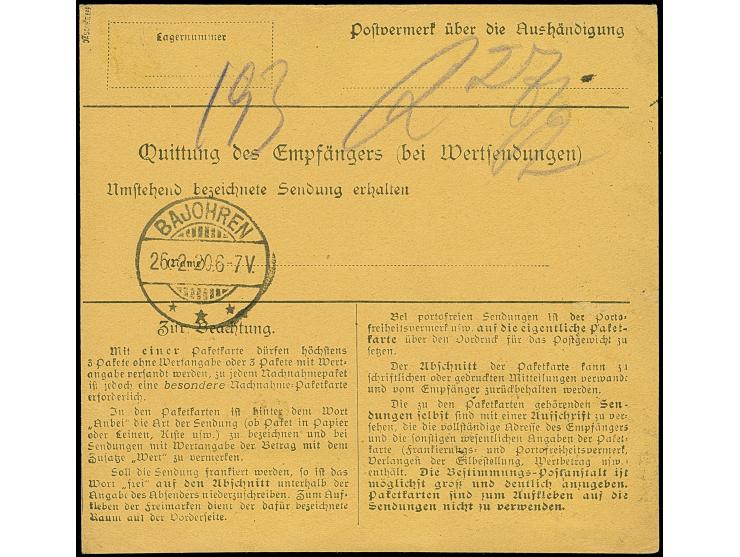 Lagernummer
Postvermerk über die Aushändigung
193
27/2
Quittung des Empfängers (bei Wertsendungen)
Umstehend bezeichnete Sendung erhalten
BAJOHREN
26.2.20.6-7V.
(Name)
Zur Beachtung.
Mit einer Paketkarte dürfen höchstens
3 Pakete ohne Wertangabe oder 3 Pakete mit Wert-
angabe versandt werden, zu jedem Nachnahmepaket
ist jedoch eine besondere Nachnahme-Paketkarte
erforderlich.
In den Paketkarten ist hinter dem Wort
„Anbei" die Art der Sendung (ob Paket in Papier
oder Leinen, Kiste usw.) zu bezeichnen und bei
Sendungen mit Wertangabe der Betrag mit dem
Zusatze „Wert" zu vermerken.
Soll die Sendung frankiert werden, so ist das
Wort „frei" auf den Abschnitt unterhalb der
Angabe des Absenders niederzuschreiben. Zum Auf-
kleben der Freimarken dient der dafür bezeichnete
Raum auf der Vorderseite.
Bei portofreien Sendungen ist der Porto-
freiheitsvermerk usw. auf die eigentliche Paket-
karte über den Vordruck für das Postgewicht zu
setzen.
Der Abschnitt der Paketkarte kann zu
schriftlichen oder gedruckten Mitteilungen verwandt
und vom Empfänger zurückbehalten werden.
Die zu den Paketkarten gehörenden Sen-
dungen selbst sind mit einer Aufschrift zu ver-
sehen, die die vollständige Adresse des Empfängers
und die sonstigen wesentlichen Angaben der Paket-
karte (Frankierungs- und Portofreiheitsvermerk,
Verlangen der Eilbestellung, Wertbetrag usw.)
enthält. Die Bestimmungs-Postanstalt ist
möglichst groß und deutlich anzugeben.
Paketkarten sind zum Aufkleben auf die
Sendungen nicht zu verwenden.